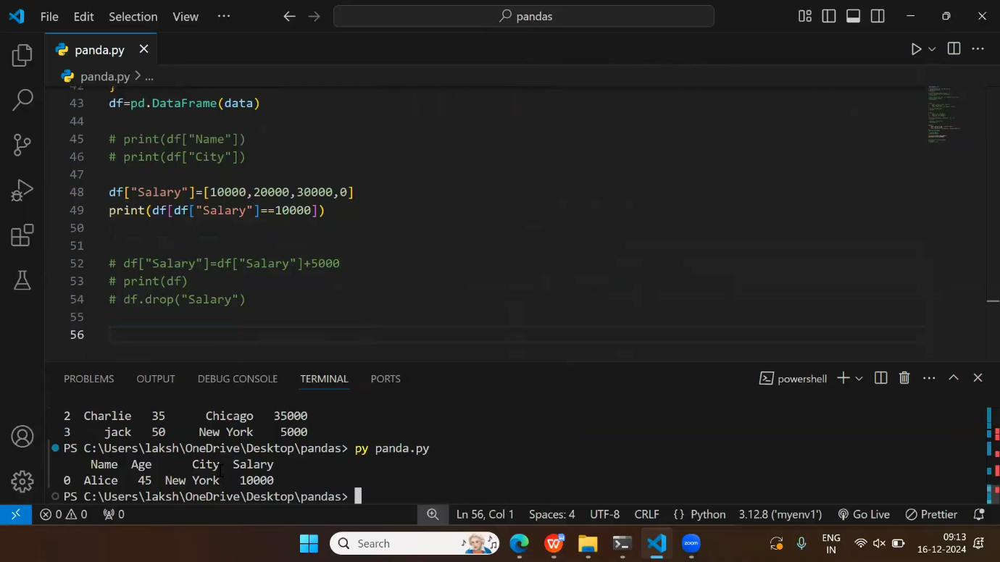 File Edit Selection View ··· pandas
panda.py
panda.py > ...
42 }
43 df=pd.DataFrame(data)
44
45 # print(df["Name"])
46 # print(df["City"])
47
48 df["Salary"]=[10000,20000,30000,0]
49 print(df[df["Salary"]==10000])
50
51
52 # df["Salary"]=df["Salary"]+5000
53 # print(df)
54 # df.drop("Salary")
55
56
PROBLEMS OUTPUT DEBUG CONSOLE TERMINAL PORTS powershell
2 Charlie 35 Chicago 35000
3 jack 50 New York 5000
PS C:\Users\laksh\OneDrive\Desktop\pandas> py panda.py
Name Age City Salary
0 Alice 45 New York 10000
PS C:\Users\laksh\OneDrive\Desktop\pandas>
0 0 0 Ln 56, Col 1 Spaces: 4 UTF-8 CRLF {} Python 3.12.8 ('myenv1') Go Live Prettier
Search zoom ENG IN 09:13 16-12-2024